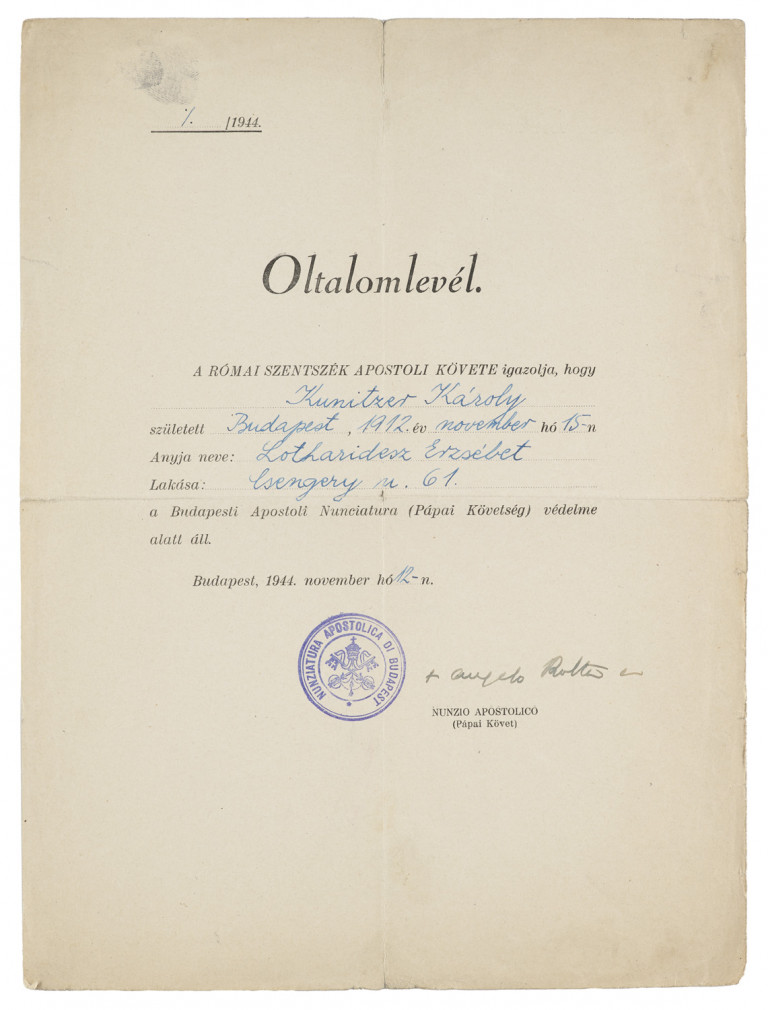 ·/· /1944.
Oltalomlevél.
A RÓMAI SZENTSZÉK APOSTOLI KÖVETE igazolja, hogy
Kunitzer Károly
született Budapest, 1912. év november hó 15-n
Anyja neve: Lotharidesz Erzsébet
Lakása: Csengery u. 61.
a Budapesti Apostoli Nunciatura (Pápai Követség) védelme
alatt áll.
Budapest, 1944. november hó 12-n.
NUNZIATURA APOSTOLICA DI BUDAPEST
+ Angelo Rotta
NUNZIO APOSTOLICO
(Pápai Követ)